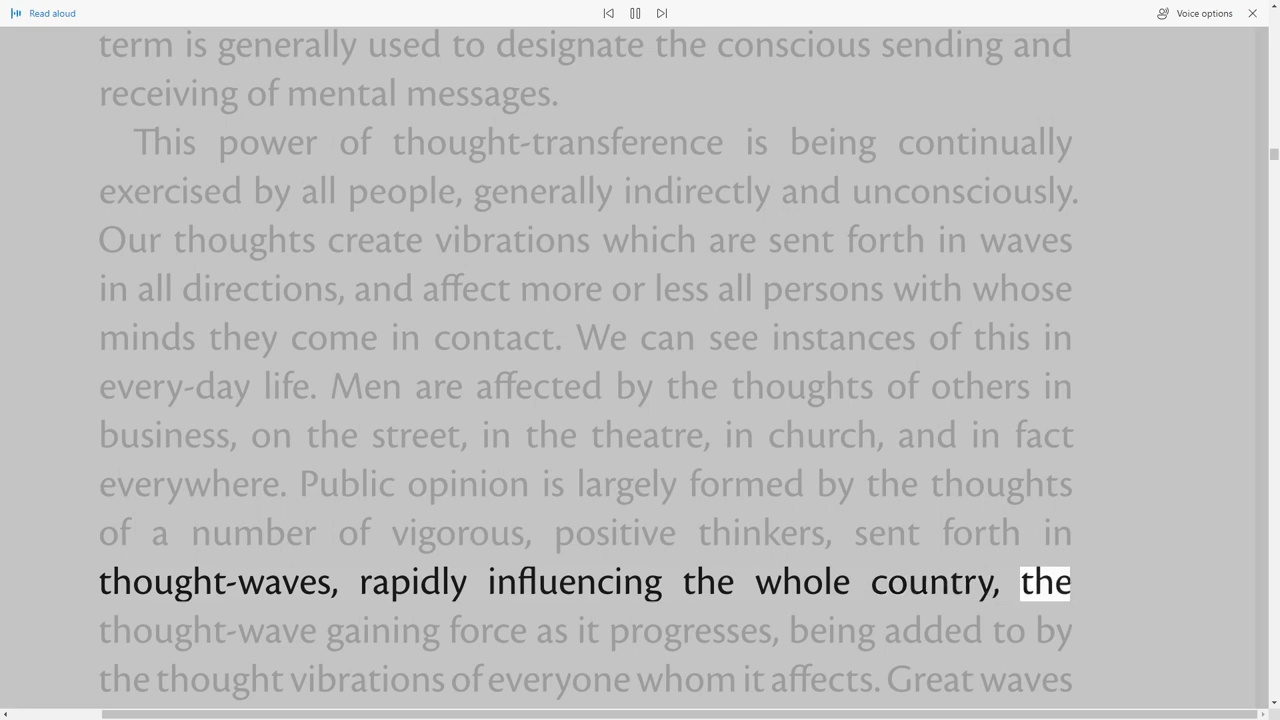 Read aloud
Voice options
term is generally used to designate the conscious sending and
receiving of mental messages.
This power of thought-transference is being continually
exercised by all people, generally indirectly and unconsciously.
Our thoughts create vibrations which are sent forth in waves
in all directions, and affect more or less all persons with whose
minds they come in contact. We can see instances of this in
every-day life. Men are affected by the thoughts of others in
business, on the street, in the theatre, in church, and in fact
everywhere. Public opinion is largely formed by the thoughts
of a number of vigorous, positive thinkers, sent forth in
thought-waves, rapidly influencing the whole country, the
thought-wave gaining force as it progresses, being added to by
the thought vibrations of everyone whom it affects. Great waves